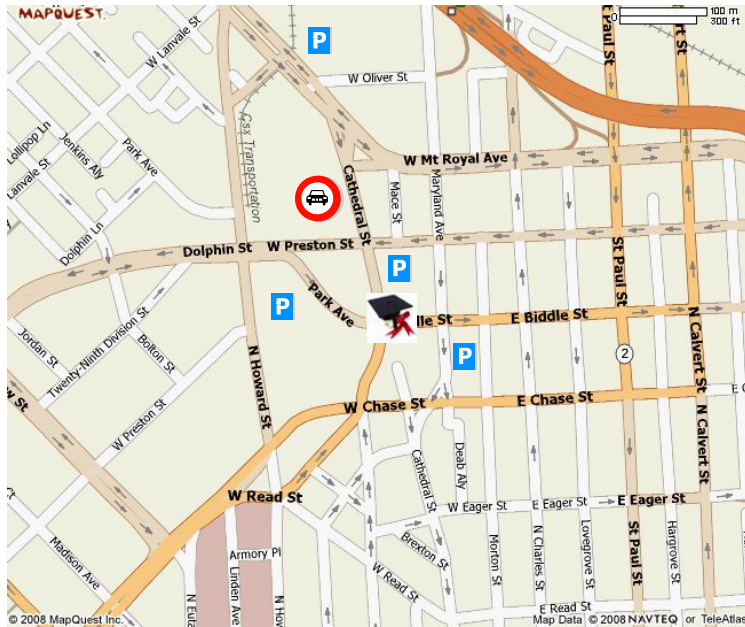 MAPQUEST.
100 m
0
300 ft
P
W Lanvale St
W Oliver St
St Paul St
Lollipop Ln
Jenkins Aly
Park Ave
Csx Transportation
W Mt Royal Ave
Lanvale St
Cathedral St
Mace St
Maryland Ave
Dolphin Ln
Dolphin St
W Preston St
P
St Paul St
P
Park Ave
Twenty-Ninth Division St
lle St
E Biddle St
N Calvert St
Jordan St
Bolton St
P
2
N Howard St
W Preston St
W Chase St
E Chase St
N Calvert St
Cathedral St
Deab Aly
W Read St
W Eager St
E Eager St
E Eager St
Madison Ave
Armory Pl
Linden Ave
Brexton St
W Read St
Morton St
N Charles St
Lovegrove St
St Paul St
Hargrove St
E Read St
© 2008 MapQuest Inc.
Map Data © 2008 NAVTEQ or TeleAtlas